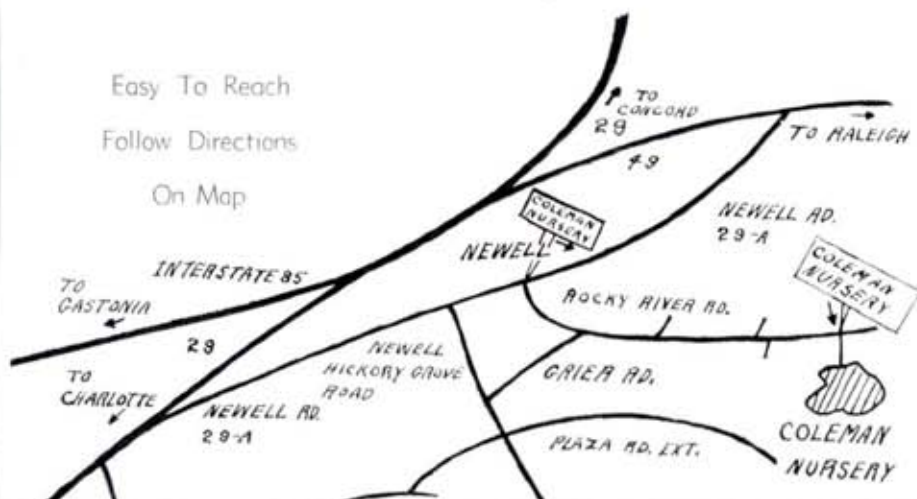 Easy To Reach
Follow Directions
On Map
TO
CONCORD
29
49
TO RALEIGH
COLEMAN
NURSERY
NEWELL
NEWELL RD.
29-A
COLEMAN
NURSERY
INTERSTATE 85
TO
GASTONIA
29
ROCKY RIVER RD.
TO
CHARLOTTE
NEWELL
HICKORY GROVE
ROAD
GRIER RD.
NEWELL RD.
29-A
PLAZA RD. EXT.
COLEMAN
NURSERY